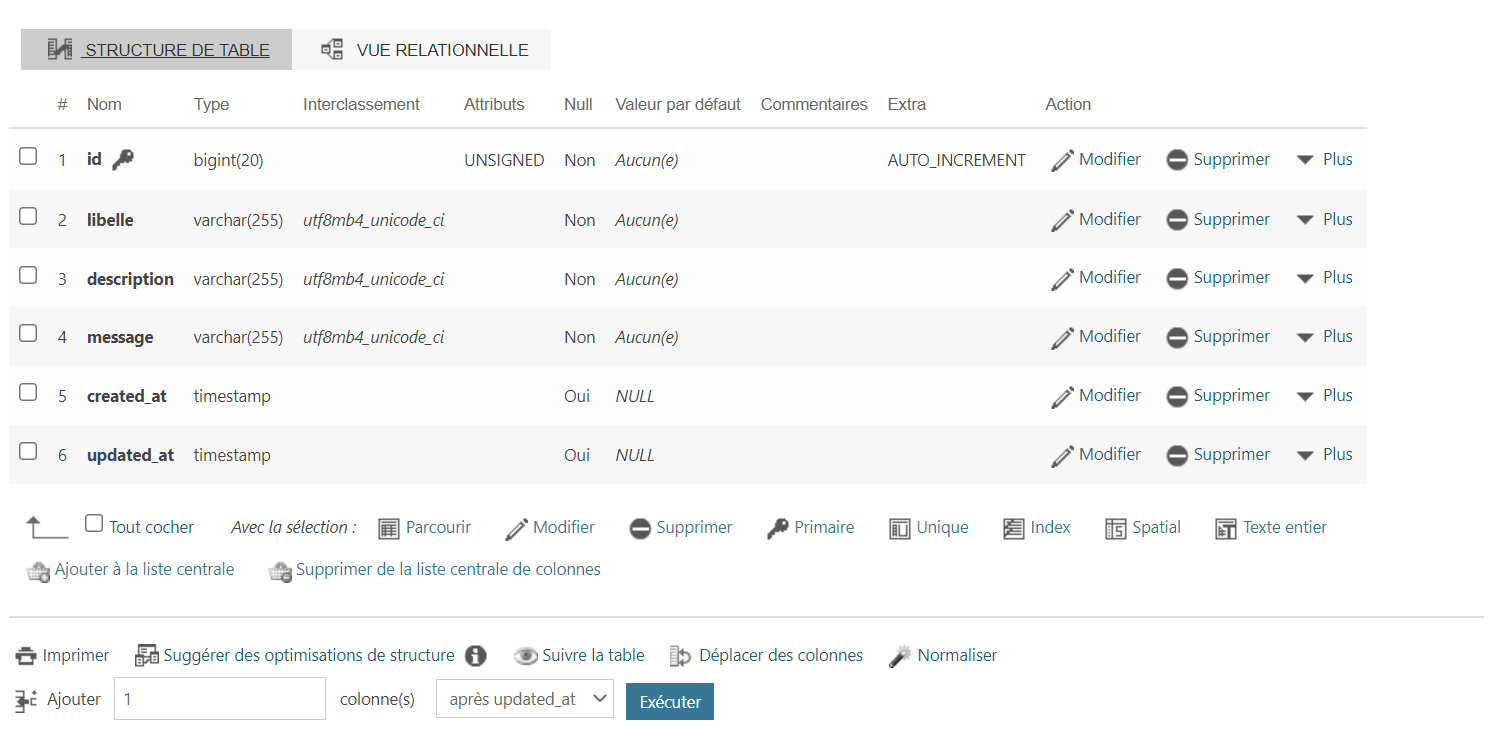 STRUCTURE DE TABLE VUE RELATIONNELLE
# Nom Type Interclassement Attributs Null Valeur par défaut Commentaires Extra Action
1 id bigint(20) UNSIGNED Non Aucun(e) AUTO_INCREMENT Modifier Supprimer Plus
2 libelle varchar(255) utf8mb4_unicode_ci Non Aucun(e) Modifier Supprimer Plus
3 description varchar(255) utf8mb4_unicode_ci Non Aucun(e) Modifier Supprimer Plus
4 message varchar(255) utf8mb4_unicode_ci Non Aucun(e) Modifier Supprimer Plus
5 created_at timestamp Oui NULL Modifier Supprimer Plus
6 updated_at timestamp Oui NULL Modifier Supprimer Plus
Tout cocher Avec la sélection : Parcourir Modifier Supprimer Primaire Unique Index Spatial Texte entier
Ajouter à la liste centrale Supprimer de la liste centrale de colonnes
Imprimer Suggérer des optimisations de structure Suivre la table Déplacer des colonnes Normaliser
Ajouter 1 colonne(s) après updated_at Exécuter